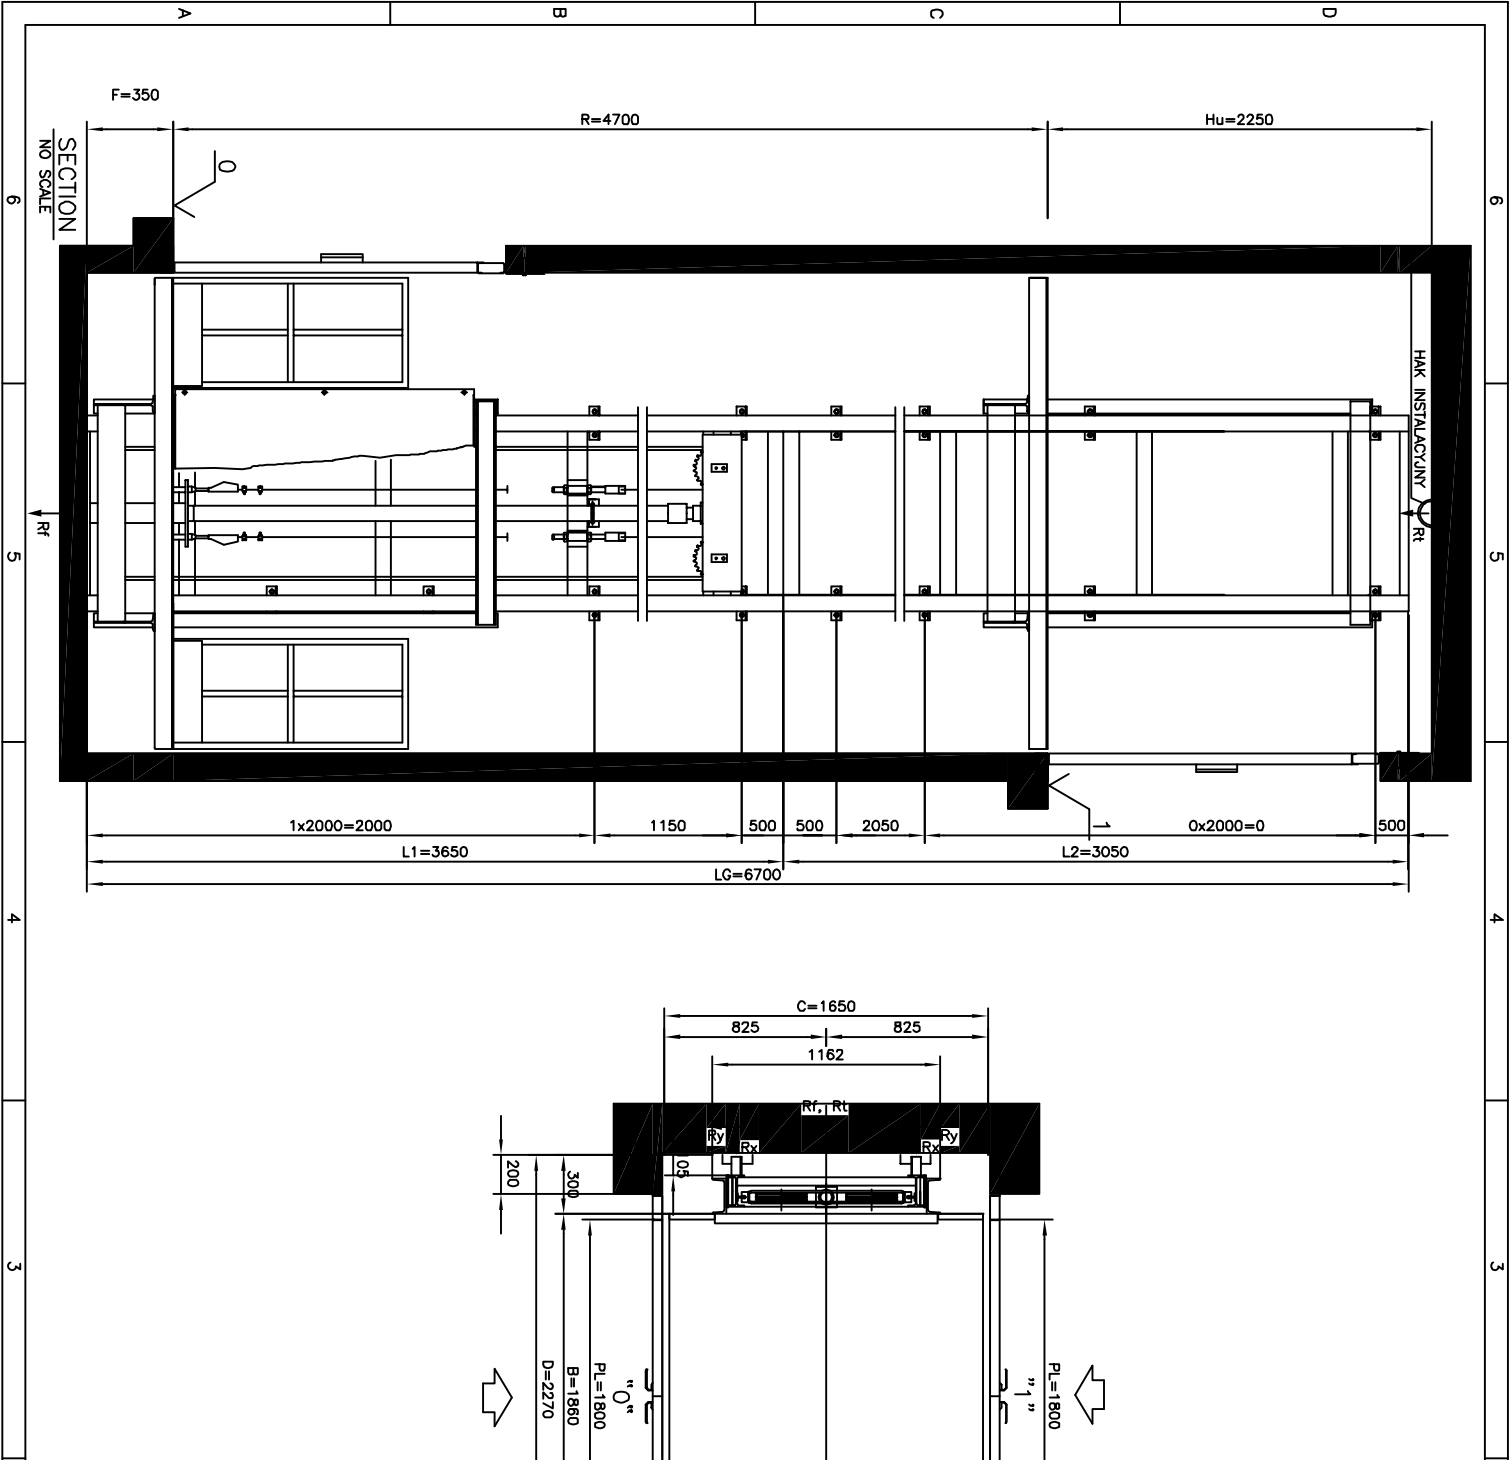 A
B
C
D
F=350
R=4700
Hu=2250
SECTION
NO SCALE
0
6
6
HAK INSTALACYJNY
Rt
Rf
5
5
1
1x2000=2000
1150
500
500
2050
0x2000=0
500
L1=3650
L2=3050
LG=6700
4
4
C=1650
825
825
1162
Rf, Rt
Ry
Rx
Rx
Ry
200
300
05
3
3
D=2270
B=1860
PL=1800
"0"
"1"
PL=1800